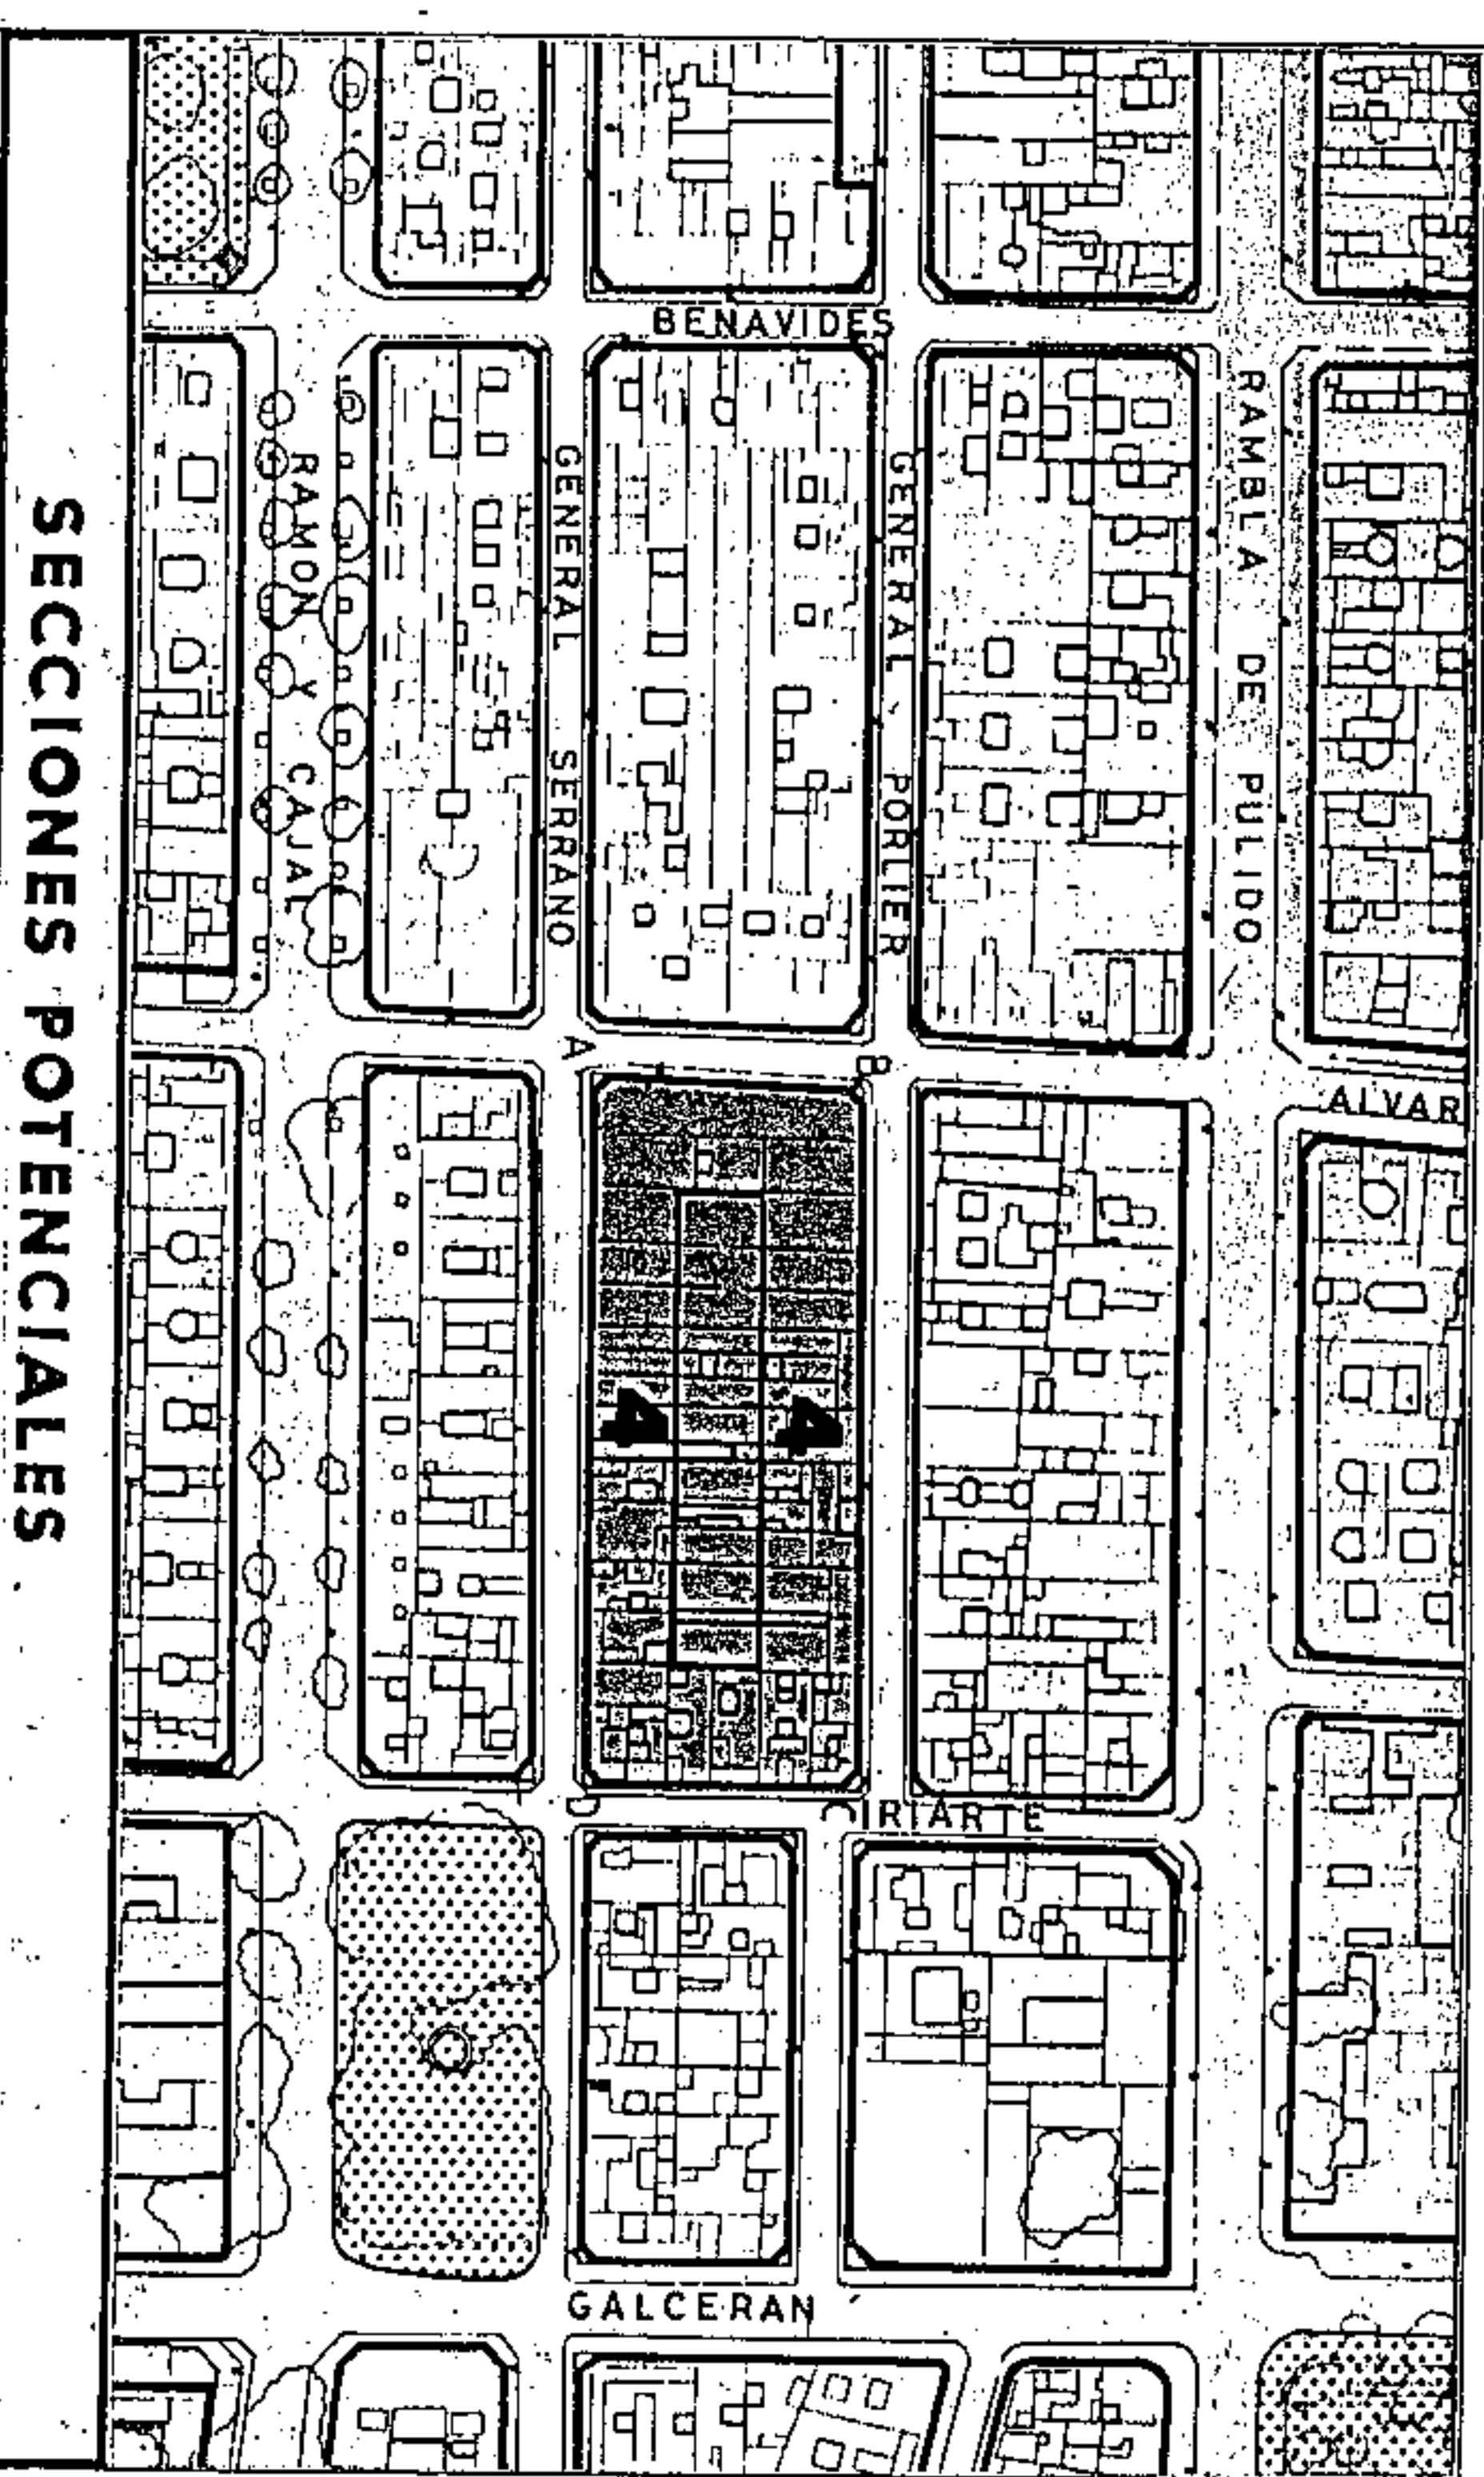 BENAVIDES
RAMBLA DE PULIDO
GENERAL PORLIER
GENERAL SERRANO
RAMON Y CAJAL
ALVAR
A
B
4
4
D
C
IRIARTE
GALCERAN
SECCIONES POTENCIALES